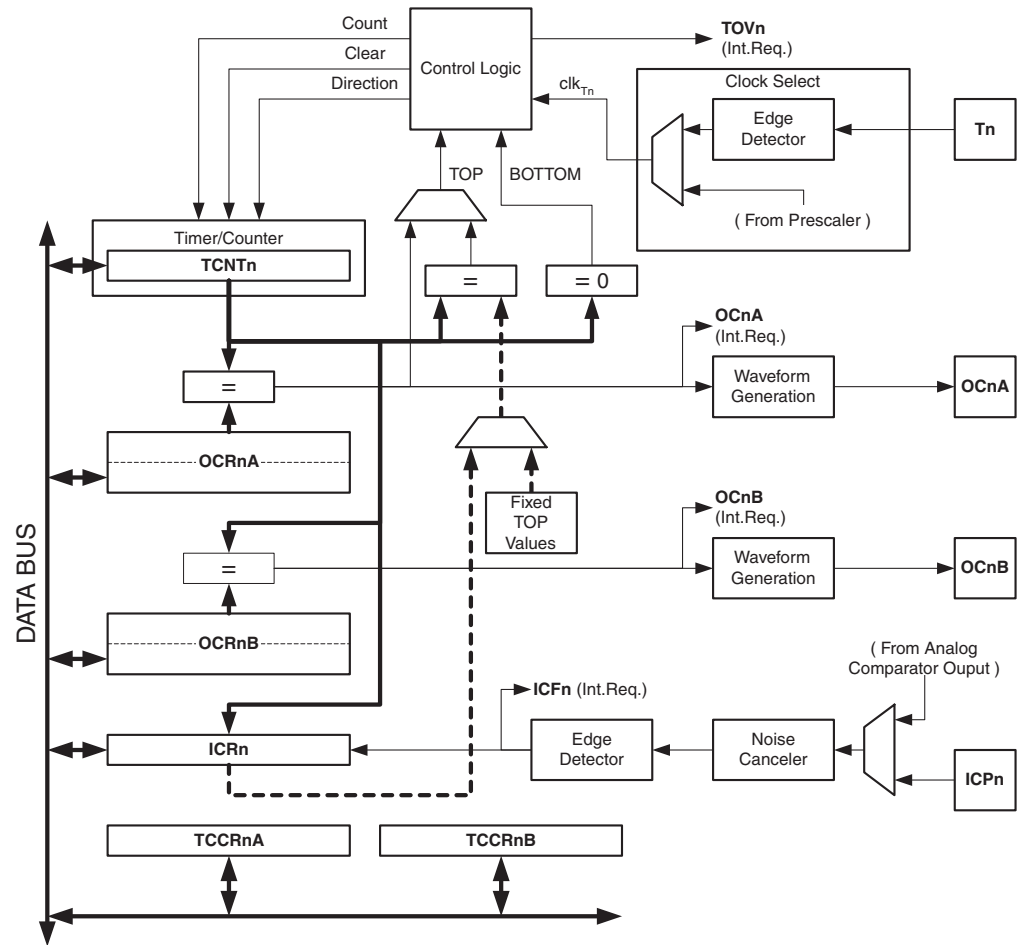 Count
Clear
Direction
Control Logic
TOVn
(Int.Req.)
clkTn
Clock Select
Edge
Detector
Tn
( From Prescaler )
TOP
BOTTOM
Timer/Counter
TCNTn
=
= 0
OCnA
(Int.Req.)
=
Waveform
Generation
OCnA
OCRnA
Fixed
TOP
Values
OCnB
(Int.Req.)
=
Waveform
Generation
OCnB
OCRnB
DATA BUS
( From Analog
Comparator Ouput )
ICFn (Int.Req.)
ICRn
Edge
Detector
Noise
Canceler
ICPn
TCCRnA
TCCRnB